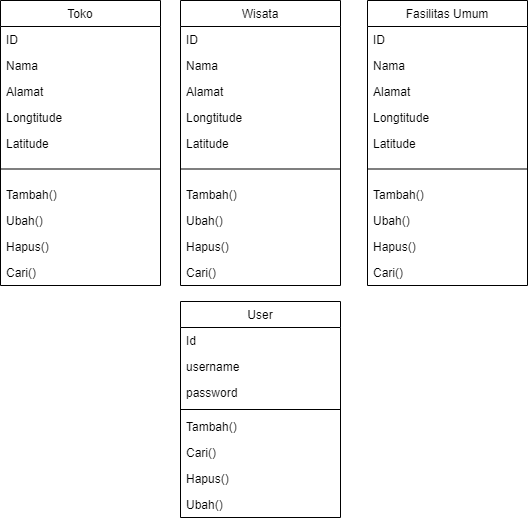 Toko
ID
Nama
Alamat
Longtitude
Latitude
Tambah()
Ubah()
Hapus()
Cari()
Wisata
ID
Nama
Alamat
Longtitude
Latitude
Tambah()
Ubah()
Hapus()
Cari()
Fasilitas Umum
ID
Nama
Alamat
Longtitude
Latitude
Tambah()
Ubah()
Hapus()
Cari()
User
Id
username
password
Tambah()
Cari()
Hapus()
Ubah()